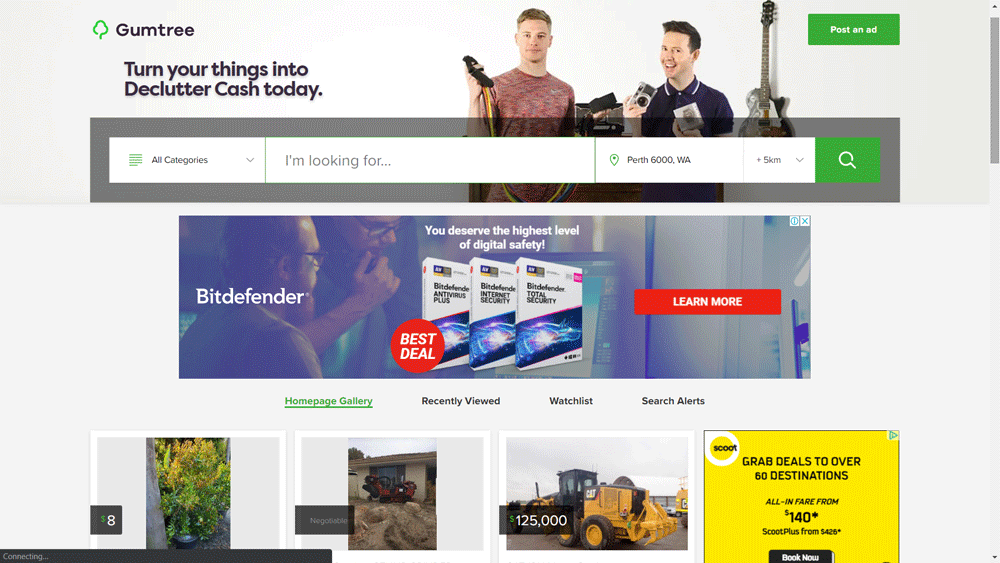 Gumtree
Post an ad
Turn your things into
Declutter Cash today.
All Categories
I'm looking for...
Perth 6000, WA
+ 5km
You deserve the highest level
of digital safety!
Bitdefender
Bitdefender
ANTIVIRUS
PLUS
Bitdefender
INTERNET
SECURITY
Bitdefender
TOTAL
SECURITY
BEST
DEAL
LEARN MORE
Homepage Gallery
Recently Viewed
Watchlist
Search Alerts
$8
Negotiable
CAT
$125,000
scoot
GRAB DEALS TO OVER
60 DESTINATIONS
ALL-IN FARE FROM
$140*
ScootPlus from $426*
Book Now
Connecting...